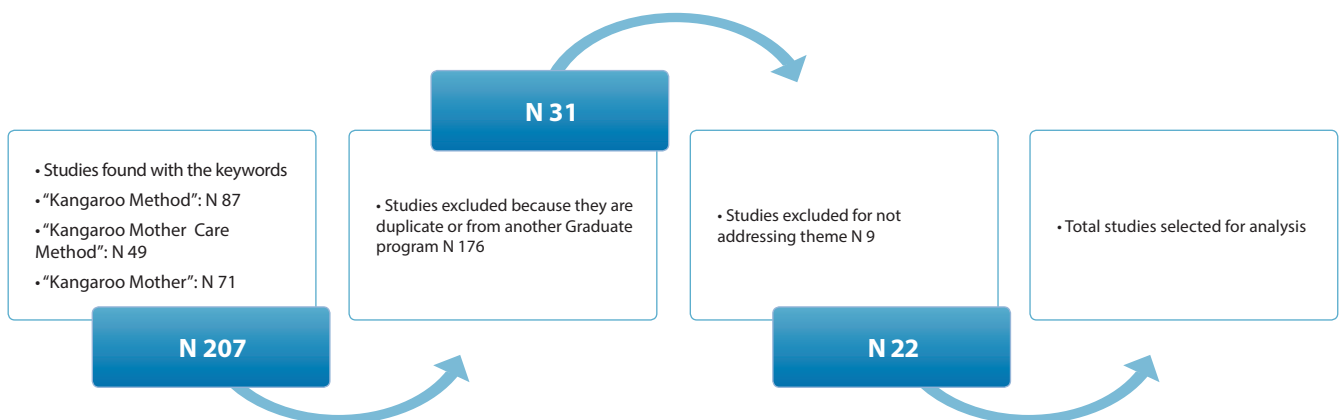 • Studies found with the keywords
• “Kangaroo Method”: N 87
• “Kangaroo Mother Care
Method”: N 49
• “Kangaroo Mother”: N 71
N 207
N 31
• Studies excluded because they are
duplicate or from another Graduate
program N 176
• Studies excluded for not
addressing theme N 9
N 22
• Total studies selected for analysis